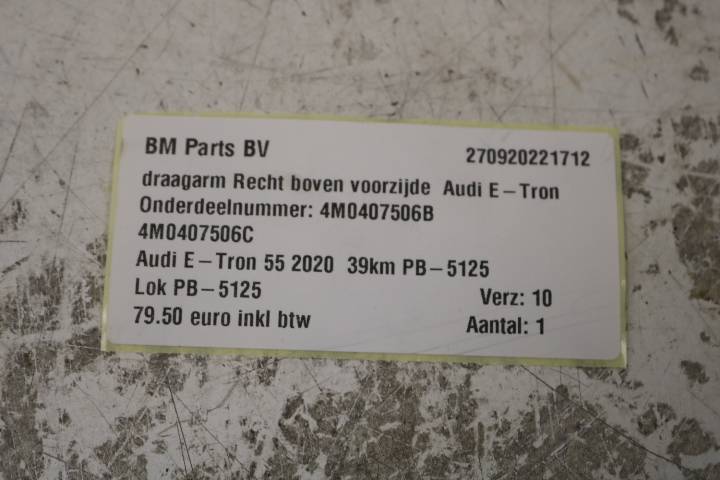 BM Parts BV 270920221712
draagarm Recht boven voorzijde Audi E-Tron
Onderdeelnummer: 4M0407506B
4M0407506C
Audi E-Tron 55 2020 39km PB-5125
Lok PB-5125 Verz: 10
79.50 euro inkl btw Aantal: 1